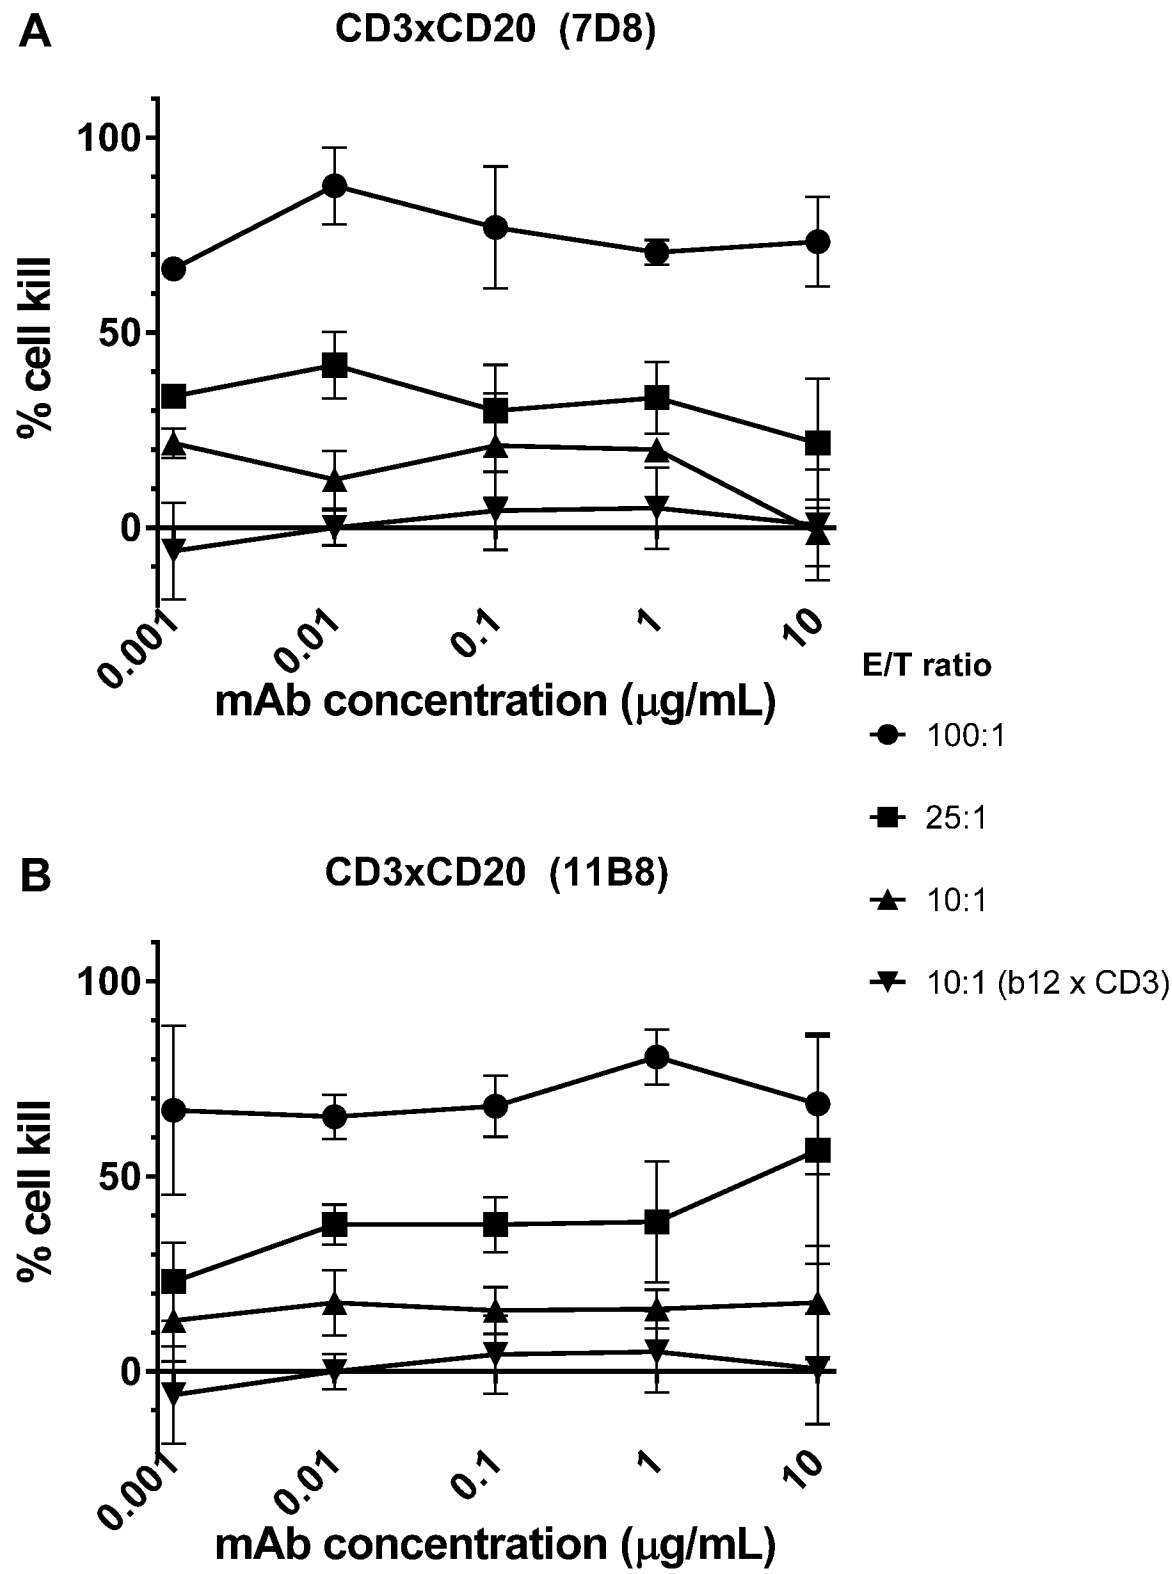 A
CD3xCD20 (7D8)
100
50
0
% cell kill
0.001
0.01
0.1
1
10
mAb concentration (μg/mL)
E/T ratio
100:1
25:1
10:1
10:1 (b12 x CD3)
B
CD3xCD20 (11B8)
100
50
0
% cell kill
0.001
0.01
0.1
1
10
mAb concentration (μg/mL)